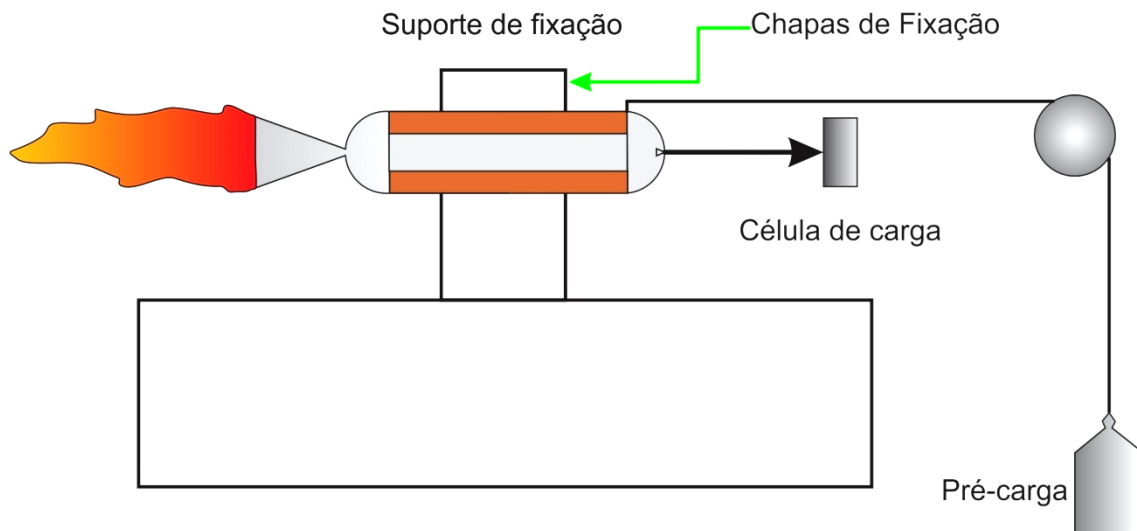 Suporte de fixação
Chapas de Fixação
Célula de carga
Pré-carga